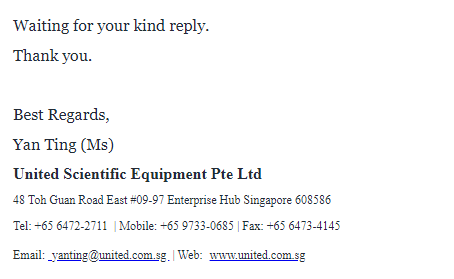 Waiting for your kind reply.
Thank you.
Best Regards,
Yan Ting (Ms)
United Scientific Equipment Pte Ltd
48 Toh Guan Road East #09-97 Enterprise Hub Singapore 608586
Tel: +65 6472-2711 | Mobile: +65 9733-0685 | Fax: +65 6473-4145
Email: yanting@united.com.sg | Web: www.united.com.sg